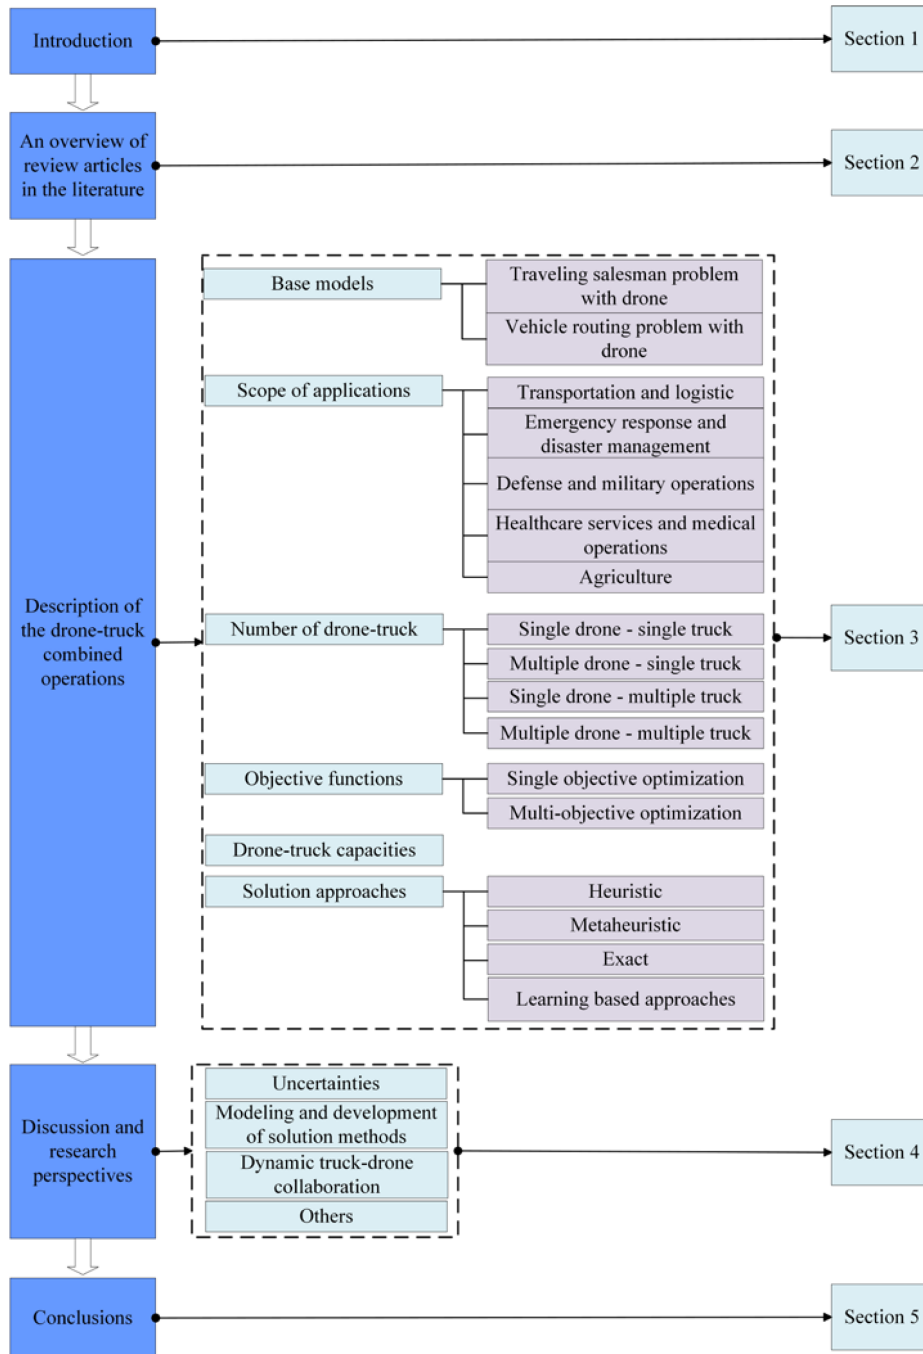 Introduction
Section 1
An overview of
review articles
in the literature
Section 2
Description of
the drone-truck
combined
operations
Base models
Traveling salesman problem
with drone
Vehicle routing problem with
drone
Scope of applications
Transportation and logistic
Emergency response and
disaster management
Defense and military operations
Healthcare services and medical
operations
Agriculture
Number of drone-truck
Single drone - single truck
Multiple drone - single truck
Single drone - multiple truck
Multiple drone - multiple truck
Objective functions
Single objective optimization
Multi-objective optimization
Drone-truck capacities
Solution approaches
Heuristic
Metaheuristic
Exact
Learning based approaches
Section 3
Discussion and
research
perspectives
Uncertainties
Modeling and development
of solution methods
Dynamic truck-drone
collaboration
Others
Section 4
Conclusions
Section 5